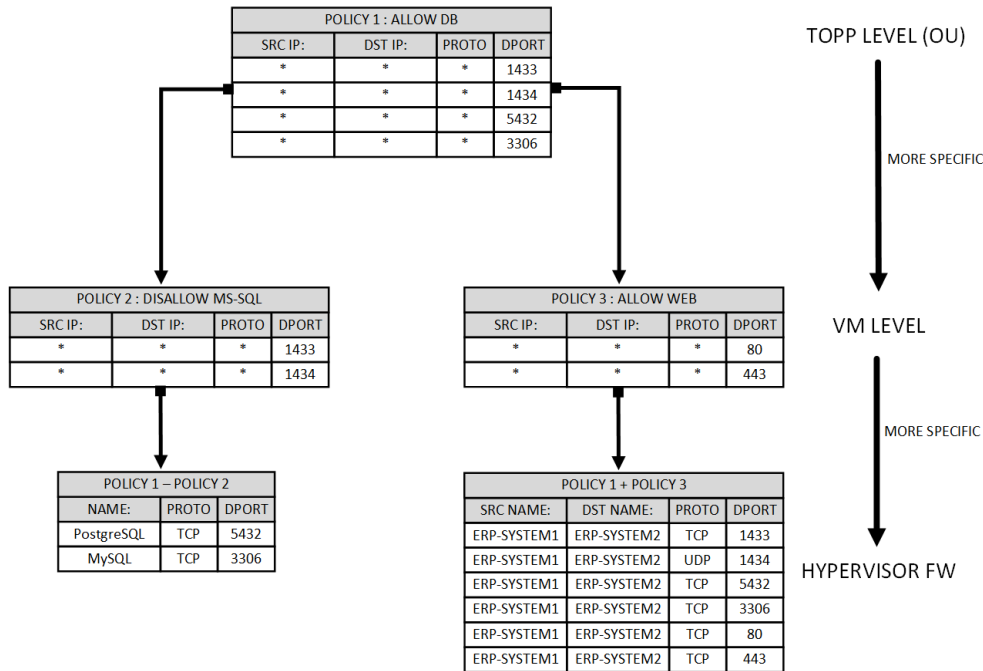 POLICY 1 : ALLOW DB
SRC IP: DST IP: PROTO DPORT
* * * 1433
* * * 1434
* * * 5432
* * * 3306
TOPP LEVEL (OU)
MORE SPECIFIC
POLICY 2 : DISALLOW MS-SQL
SRC IP: DST IP: PROTO DPORT
* * * 1433
* * * 1434
POLICY 3 : ALLOW WEB
SRC IP: DST IP: PROTO DPORT
* * * 80
* * * 443
VM LEVEL
MORE SPECIFIC
POLICY 1 – POLICY 2
NAME: PROTO DPORT
PostgreSQL TCP 5432
MySQL TCP 3306
POLICY 1 + POLICY 3
SRC NAME: DST NAME: PROTO DPORT
ERP-SYSTEM1 ERP-SYSTEM2 TCP 1433
ERP-SYSTEM1 ERP-SYSTEM2 UDP 1434
ERP-SYSTEM1 ERP-SYSTEM2 TCP 5432
ERP-SYSTEM1 ERP-SYSTEM2 TCP 3306
ERP-SYSTEM1 ERP-SYSTEM2 TCP 80
ERP-SYSTEM1 ERP-SYSTEM2 TCP 443
HYPERVISOR FW